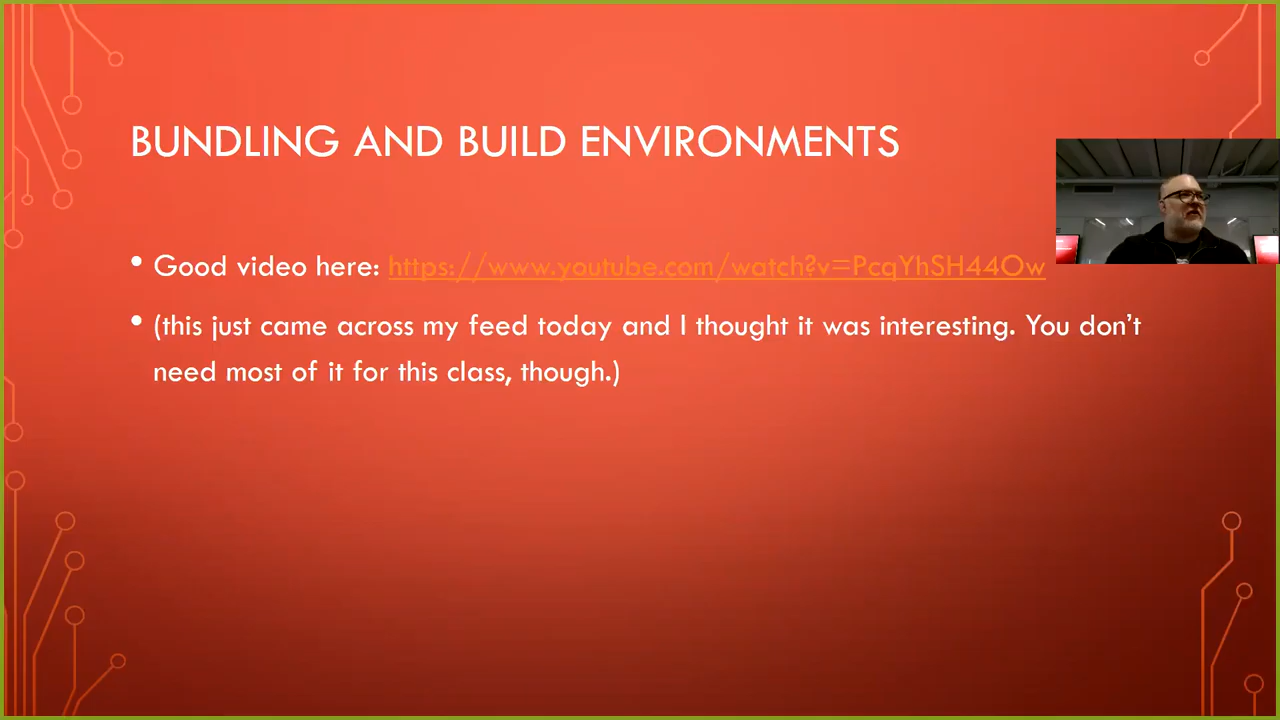 BUNDLING AND BUILD ENVIRONMENTS
• Good video here: https://www.youtube.com/watch?v=PcqYhSH44Ow
• (this just came across my feed today and I thought it was interesting. You don't
need most of it for this class, though.)